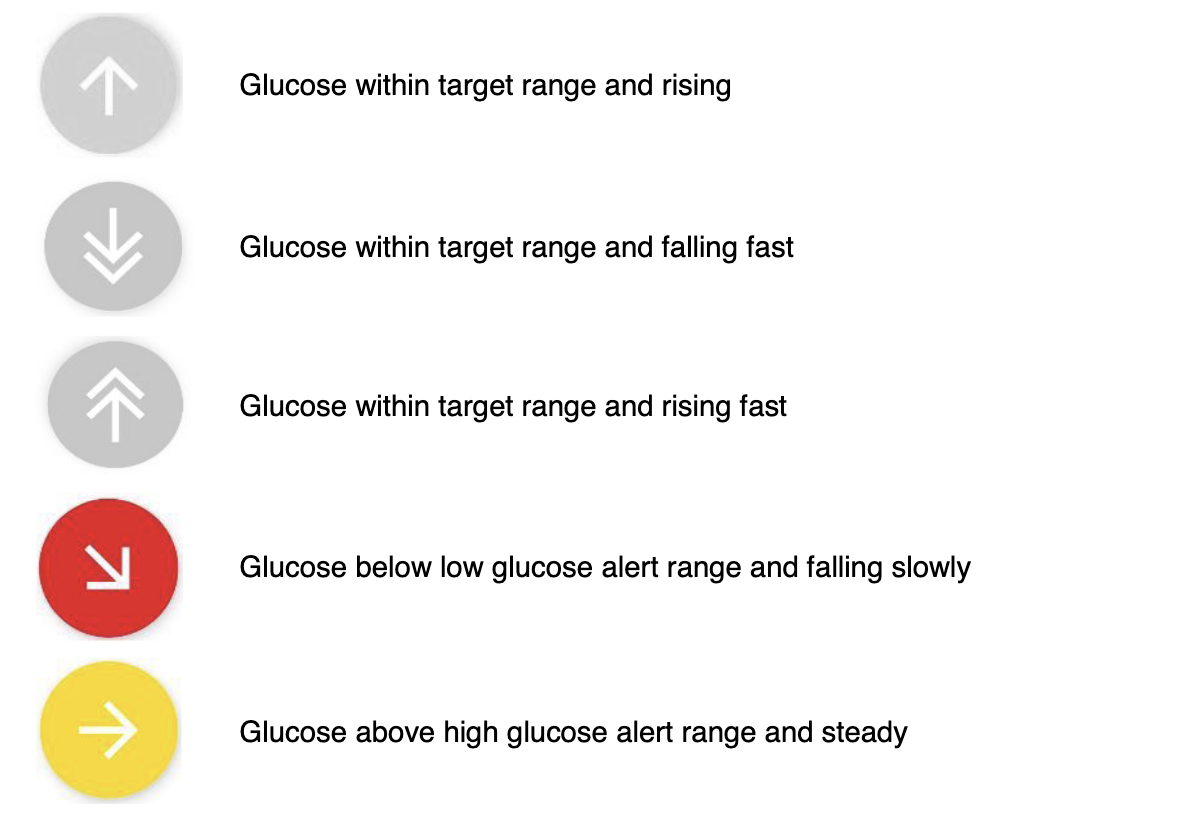 Glucose within target range and rising
Glucose within target range and falling fast
Glucose within target range and rising fast
Glucose below low glucose alert range and falling slowly
Glucose above high glucose alert range and steady